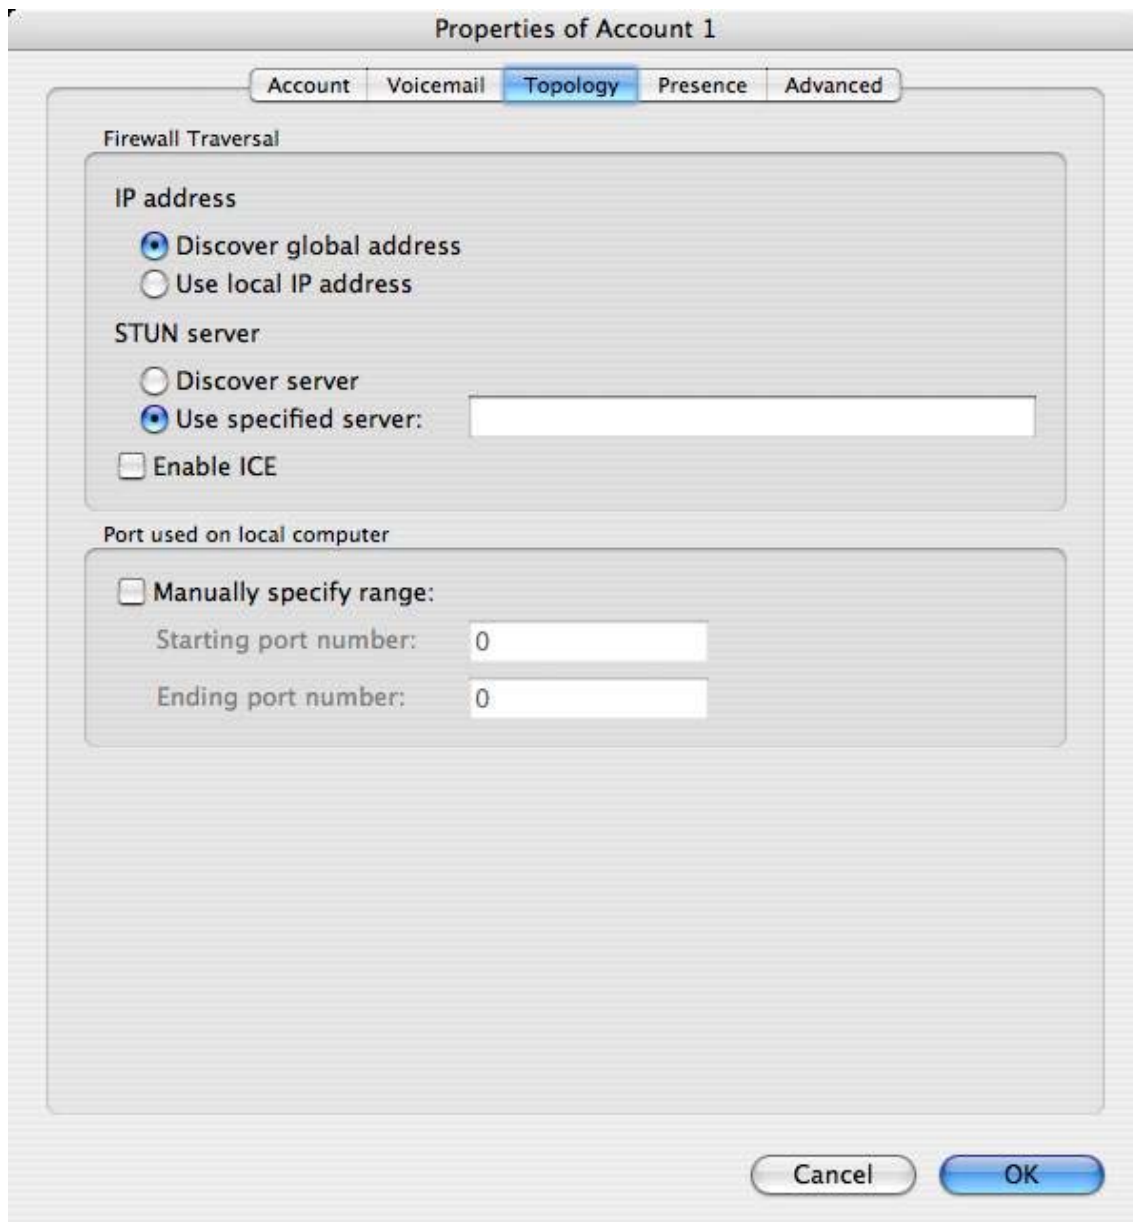 Properties of Account 1
Account Voicemail Topology Presence Advanced
Firewall Traversal
IP address
Discover global address
Use local IP address
STUN server
Discover server
Use specified server:
Enable ICE
Port used on local computer
Manually specify range:
Starting port number: 0
Ending port number: 0
Cancel OK